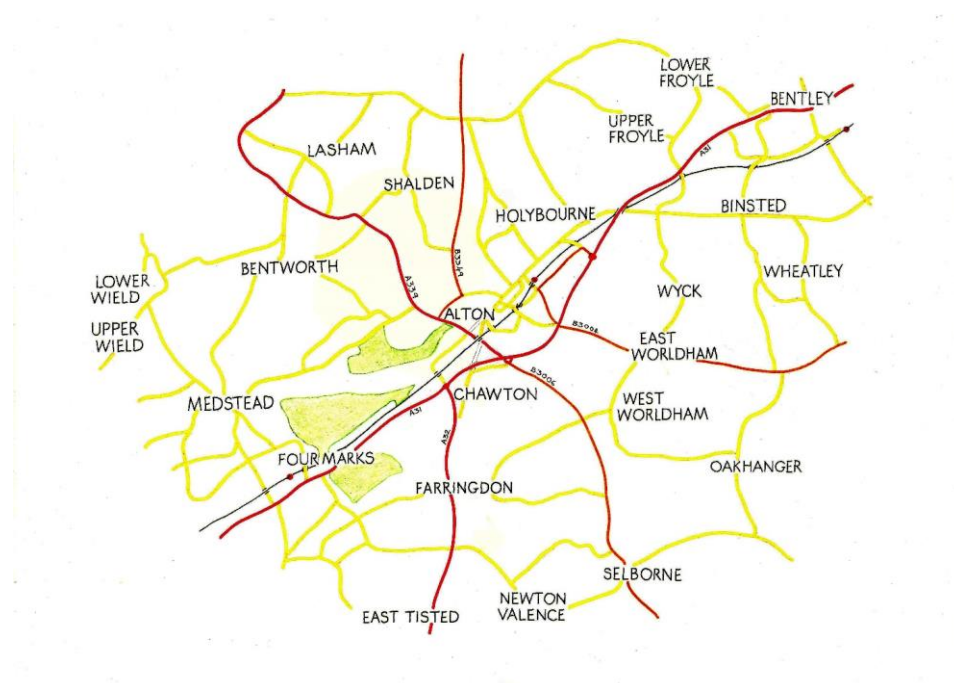 LOWER
FROYLE
BENTLEY
UPPER
FROYLE
A31
LASHAM
SHALDEN
HOLYBOURNE
BINSTED
B3349
LOWER
WIELD
BENTWORTH
A339
WYCK
WHEATLEY
UPPER
WIELD
ALTON
B3004
EAST
WORLDHAM
B3006
MEDSTEAD
CHAWTON
WEST
WORLDHAM
A31
A32
FOUR MARKS
OAKHANGER
FARRINGDON
SELBORNE
NEWTON
VALENCE
EAST TISTED